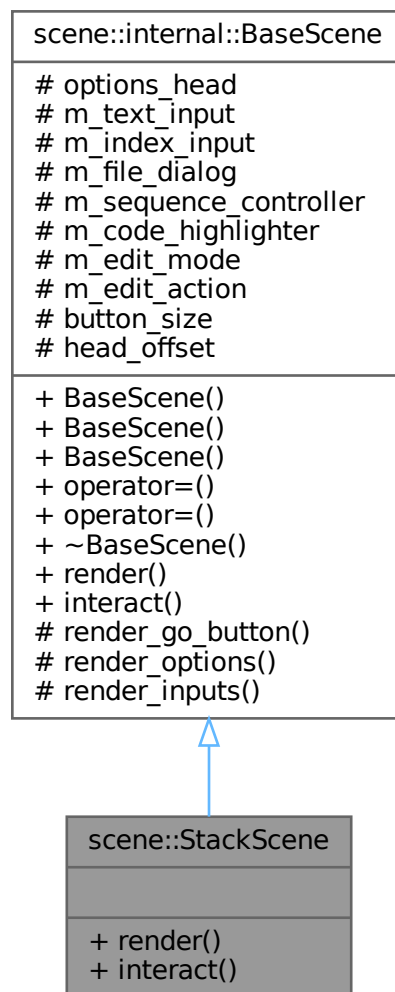 scene::internal::BaseScene
# options_head
# m_text_input
# m_index_input
# m_file_dialog
# m_sequence_controller
# m_code_highlighter
# m_edit_mode
# m_edit_action
# button_size
# head_offset
+ BaseScene()
+ BaseScene()
+ BaseScene()
+ operator=()
+ operator=()
+ ~BaseScene()
+ render()
+ interact()
# render_go_button()
# render_options()
# render_inputs()
scene::StackScene
+ render()
+ interact()